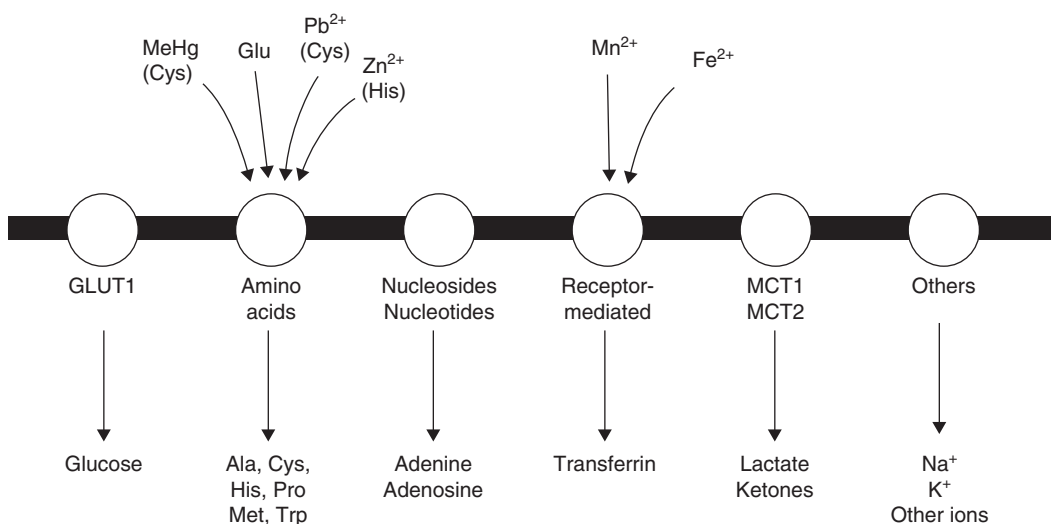 MeHg
(Cys)
Glu
Pb²⁺
(Cys)
Zn²⁺
(His)
Mn²⁺
Fe²⁺
GLUT1
Amino
acids
Nucleosides
Nucleotides
Receptor-
mediated
MCT1
MCT2
Others
Glucose
Ala, Cys,
His, Pro
Met, Trp
Adenine
Adenosine
Transferrin
Lactate
Ketones
Na⁺
K⁺
Other ions